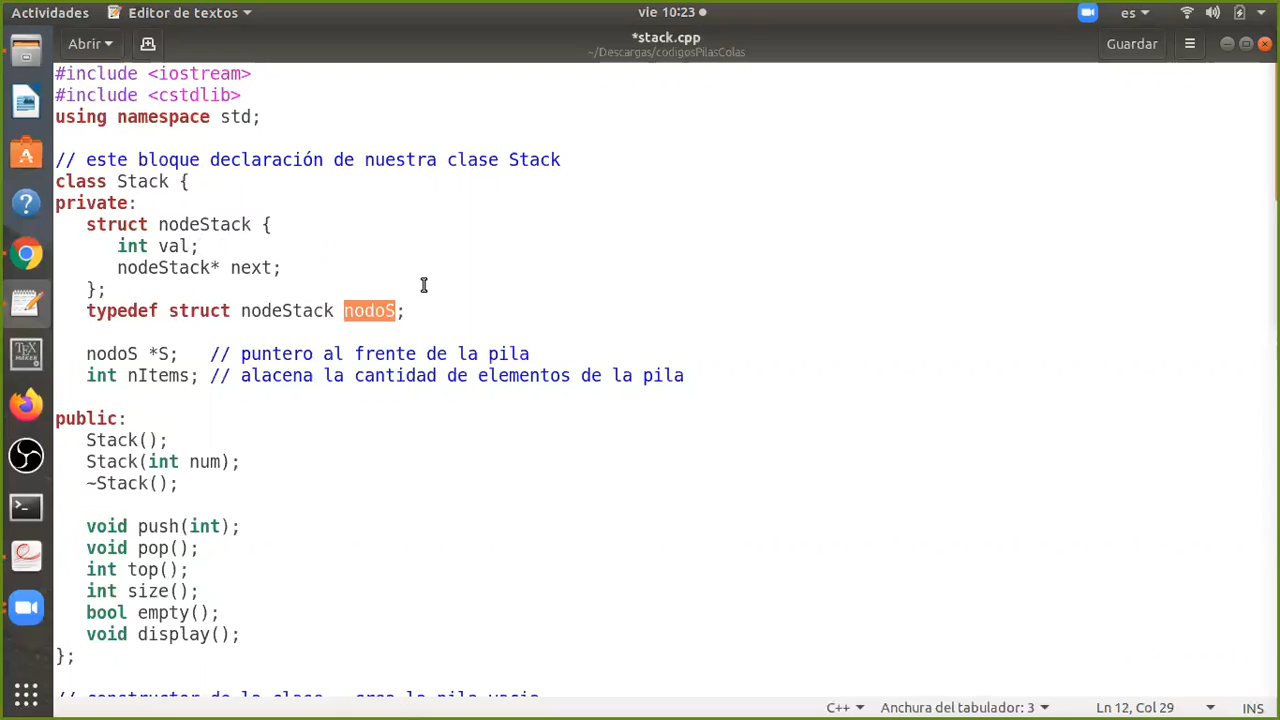 Actividades Editor de textos vie 10:23 es
Abrir *stack.cpp Guardar
~/Descargas/codigosPilasColas
#include <iostream>
#include <cstdlib>
using namespace std;
// este bloque declaración de nuestra clase Stack
class Stack {
private:
struct nodeStack {
int val;
nodeStack* next;
};
typedef struct nodeStack nodoS;
nodoS *S; // puntero al frente de la pila
int nItems; // alacena la cantidad de elementos de la pila
public:
Stack();
Stack(int num);
~Stack();
void push(int);
void pop();
int top();
int size();
bool empty();
void display();
};
// constructor de la clase
C++ Anchura del tabulador: 3 Ln 12, Col 29 INS